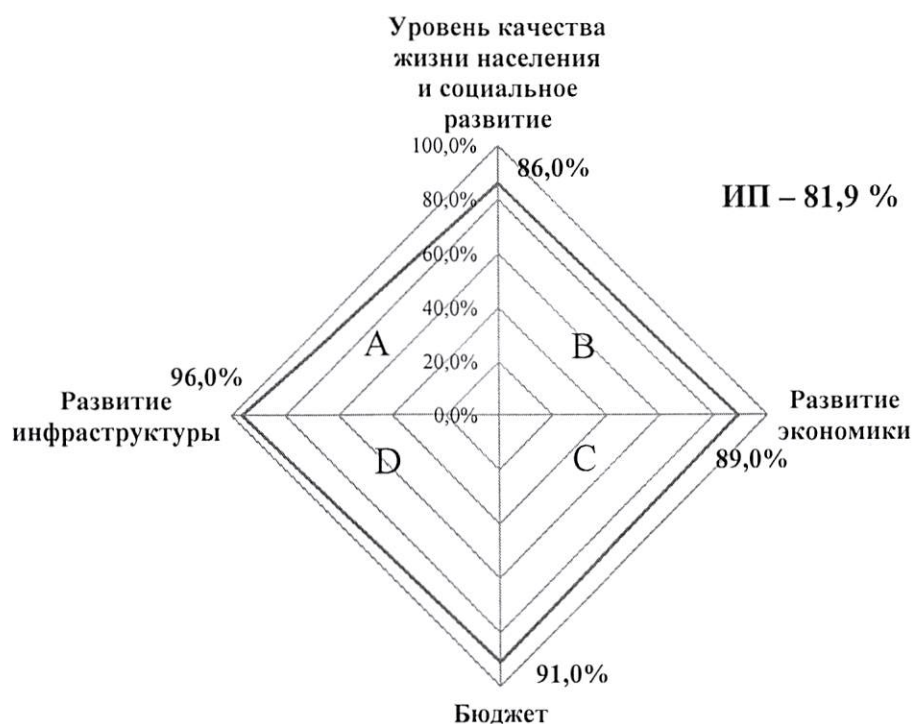 Уровень качества
жизни населения
и социальное
развитие
100,0%
86,0%
ИП – 81,9 %
80,0%
60,0%
40,0%
A
B
20,0%
96,0%
0,0%
Развитие
инфраструктуры
Развитие
экономики
D
C
89,0%
91,0%
Бюджет